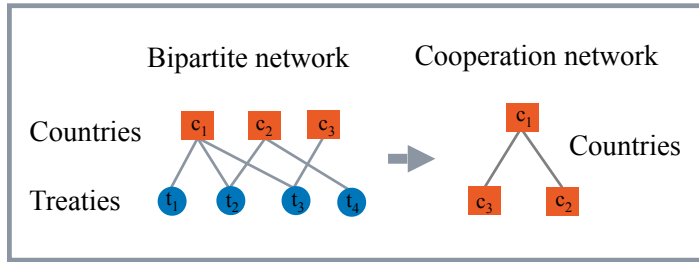 Bipartite network
Cooperation network
Countries
c₁ c₂ c₃
Treaties
t₁ t₂ t₃ t₄
c₁
Countries
c₃ c₂